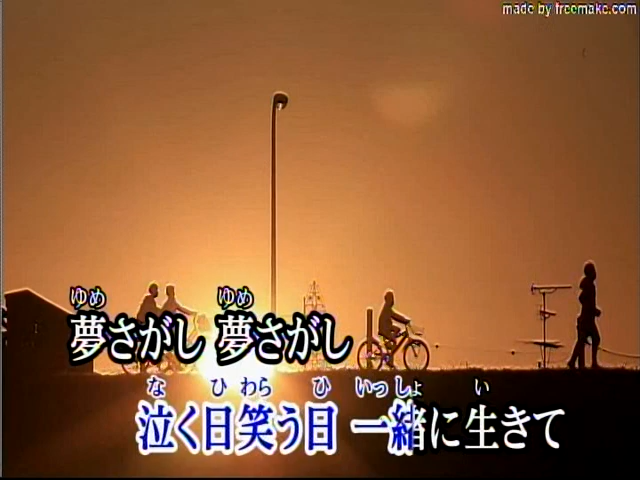 made by freemake.com
ゆめ ゆめ
夢さがし 夢さがし
な ひ わら ひ いっしょ い
泣く日笑う日 一緒に生きて